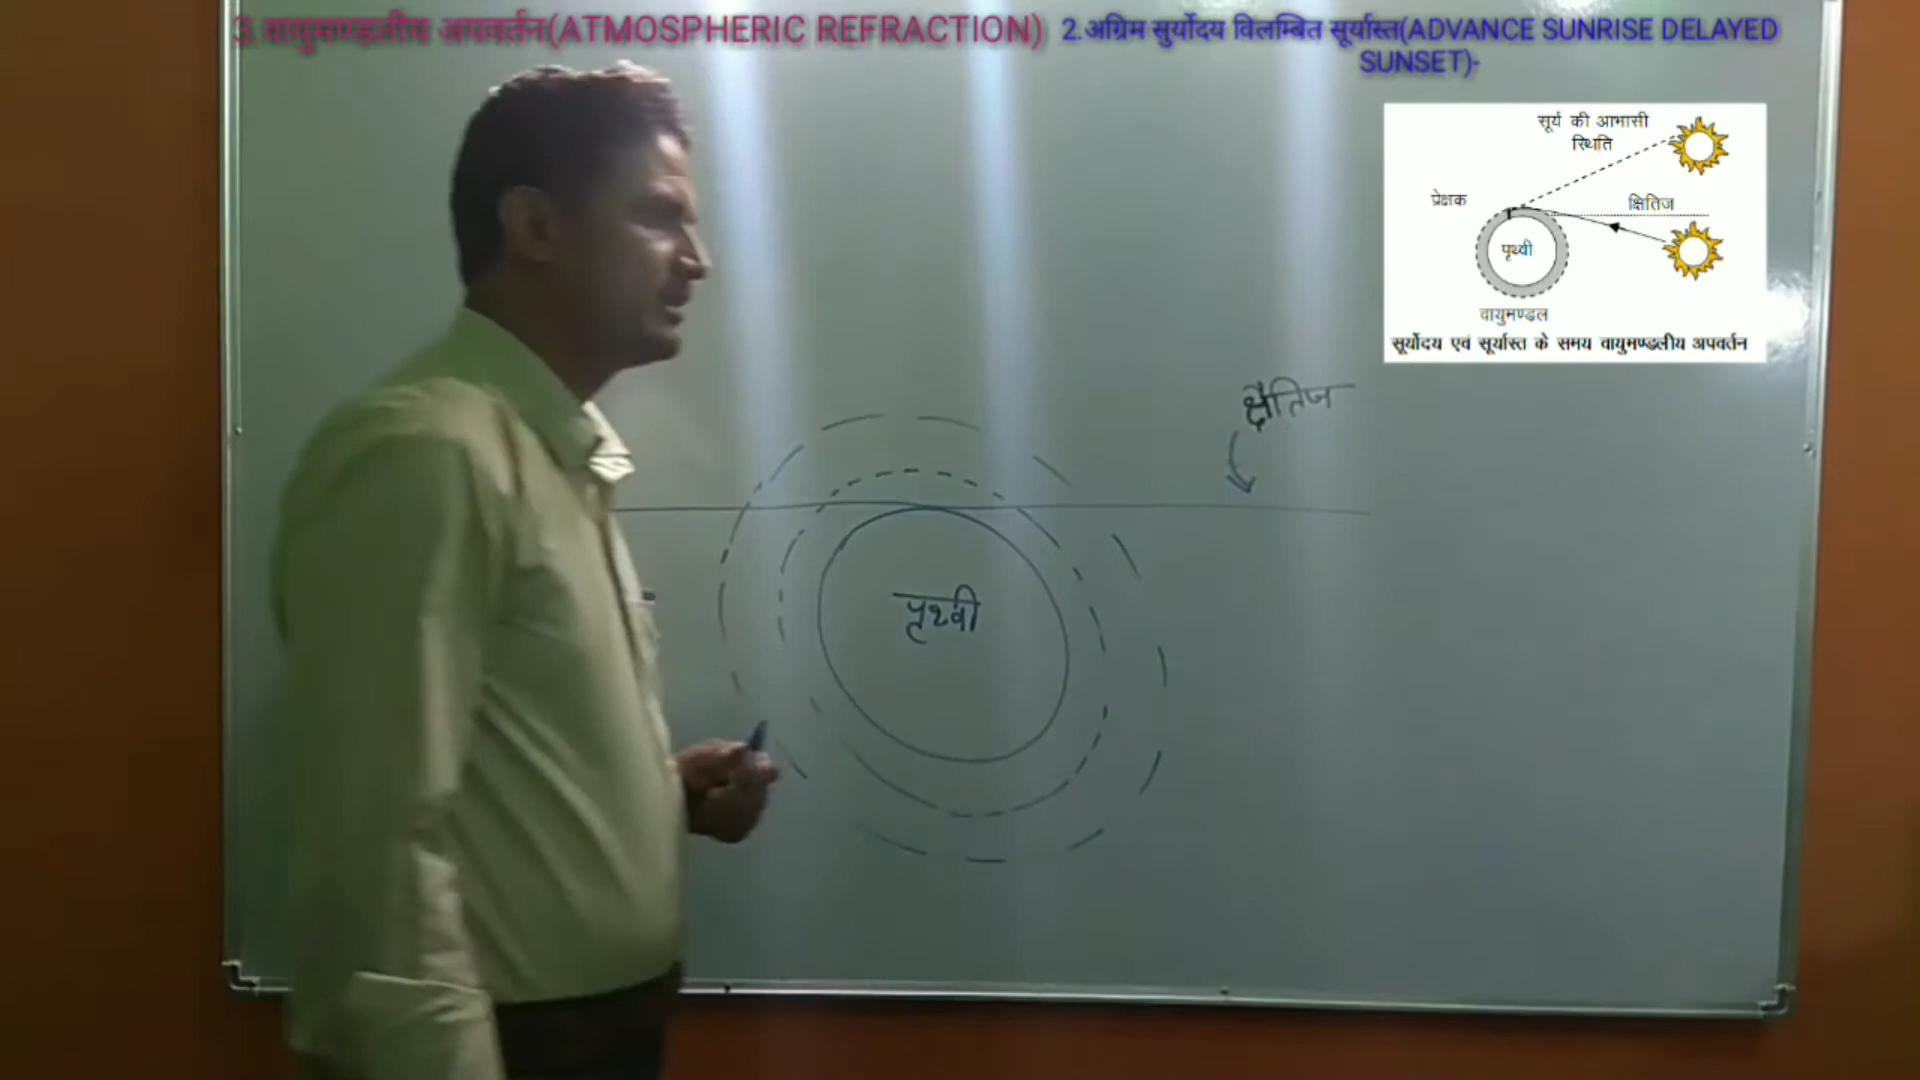 3. वायुमण्डलीय अपवर्तन(ATMOSPHERIC REFRACTION)
2.अग्रिम सुर्योदय विलम्बित सूर्यास्त(ADVANCE SUNRISE DELAYED
SUNSET)-
सूर्य की आभासी
स्थिति
प्रेक्षक
क्षितिज
पृथ्वी
वायुमण्डल
सूर्योदय एवं सूर्यास्त के समय वायुमण्डलीय अपवर्तन
क्षैतिज
पृथ्वी